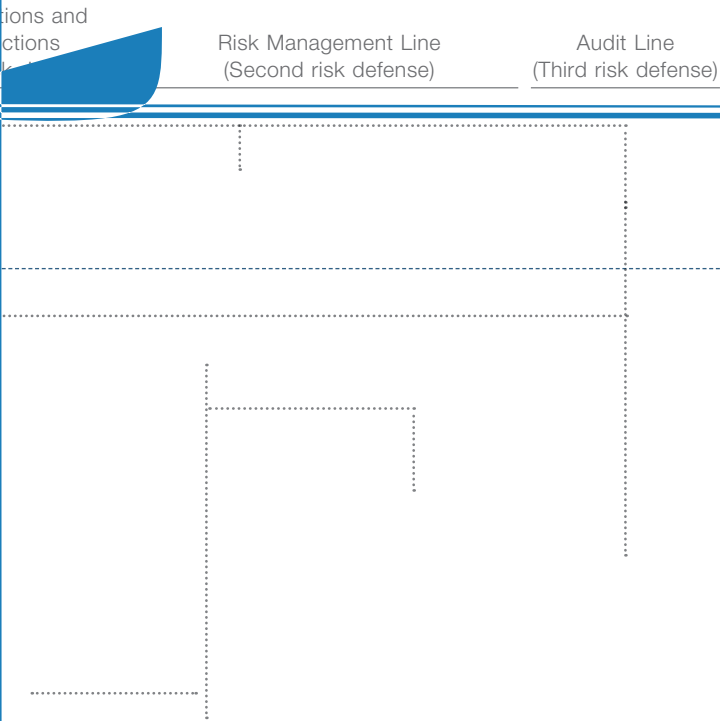 tions and
ctions
Risk Management Line
(Second risk defense)
Audit Line
(Third risk defense)